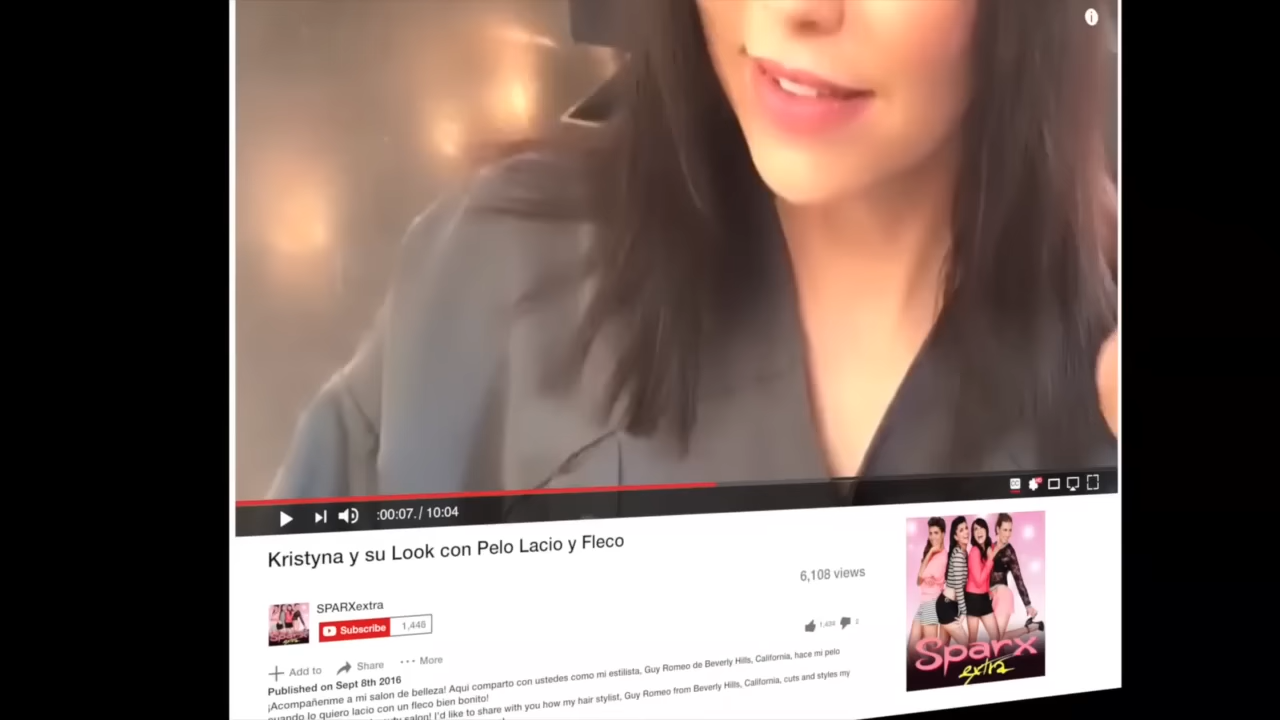 :00:07. / 10:04
Kristyna y su Look con Pelo Lacio y Fleco
6,108 views
SPARXextra
Subscribe 1,448
Add to Share ••• More
Published on Sept 8th 2016
¡Acompañenme a mi salon de belleza! Aqui comparto con ustedes como mi estilista, Guy Romeo de Beverly Hills, California, hace mi pelo
cuando lo quiero lacio con un fleco bien bonito!
salon! I'd like to share with you how my hair stylist, Guy Romeo from Beverly Hills, California, cuts and styles my
Sparx
extra